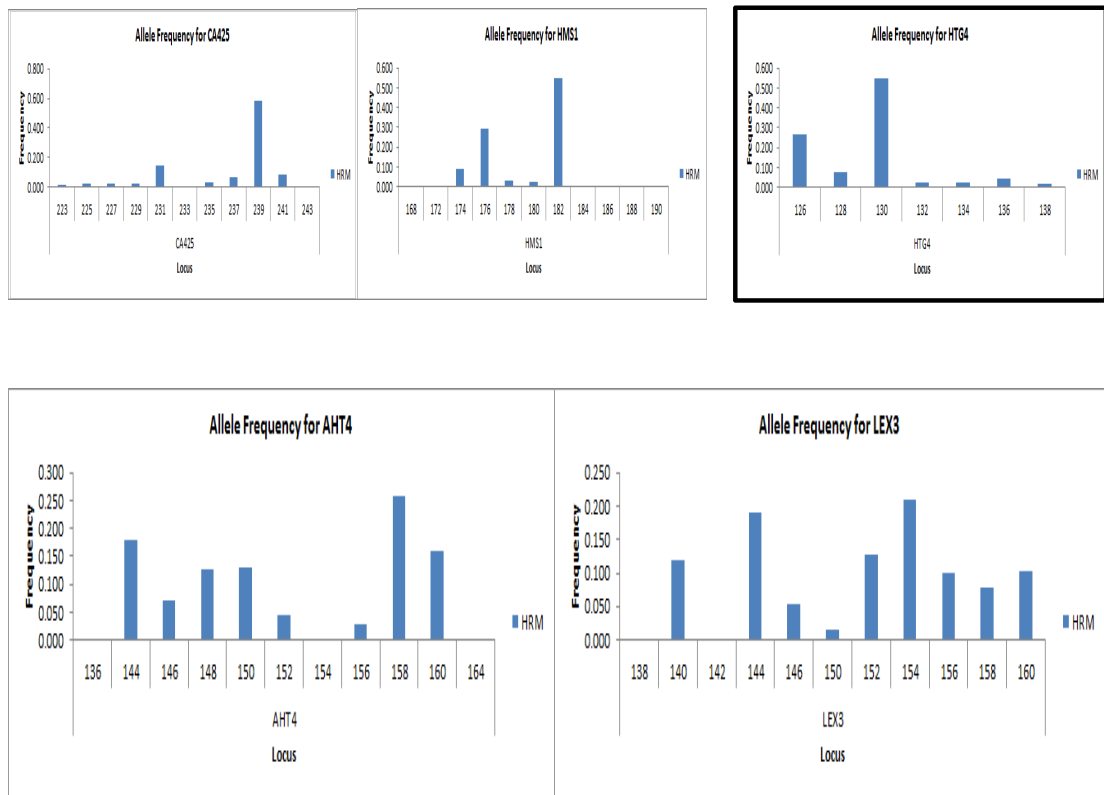 Allele Frequency for CA425
Frequency
0.800
0.600
0.400
0.200
0.000
223 225 227 229 231 233 235 237 239 241 243
CA425
Locus
HRM
Allele Frequency for HMS1
Frequency
0.600
0.500
0.400
0.300
0.200
0.100
0.000
168 172 174 176 178 180 182 184 186 188 190
HMS1
Locus
HRM
Allele Frequency for HTG4
Frequency
0.600
0.500
0.400
0.300
0.200
0.100
0.000
126 128 130 132 134 136 138
HTG4
Locus
HRM
Allele Frequency for AHT4
Frequency
0.300
0.250
0.200
0.150
0.100
0.050
0.000
136 144 146 148 150 152 154 156 158 160 164
AHT4
Locus
HRM
Allele Frequency for LEX3
Frequency
0.250
0.200
0.150
0.100
0.050
0.000
138 140 142 144 146 150 152 154 156 158 160
LEX3
Locus
HRM